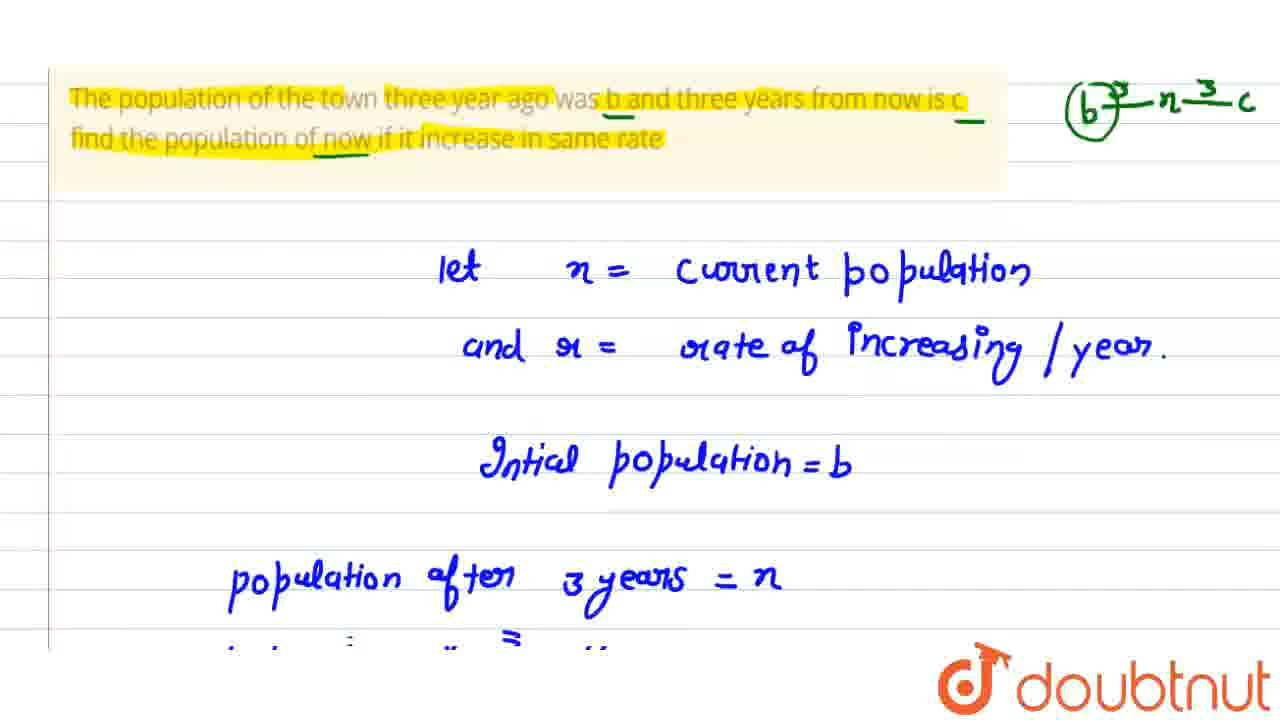 The population of the town three year ago was b and three years from now is c
find the population of now if it increase in same rate
b 3 x 3 c
let x = current population
and r = rate of increasing / year.
Intial population = b
population after 3 years = x
=
doubtnut